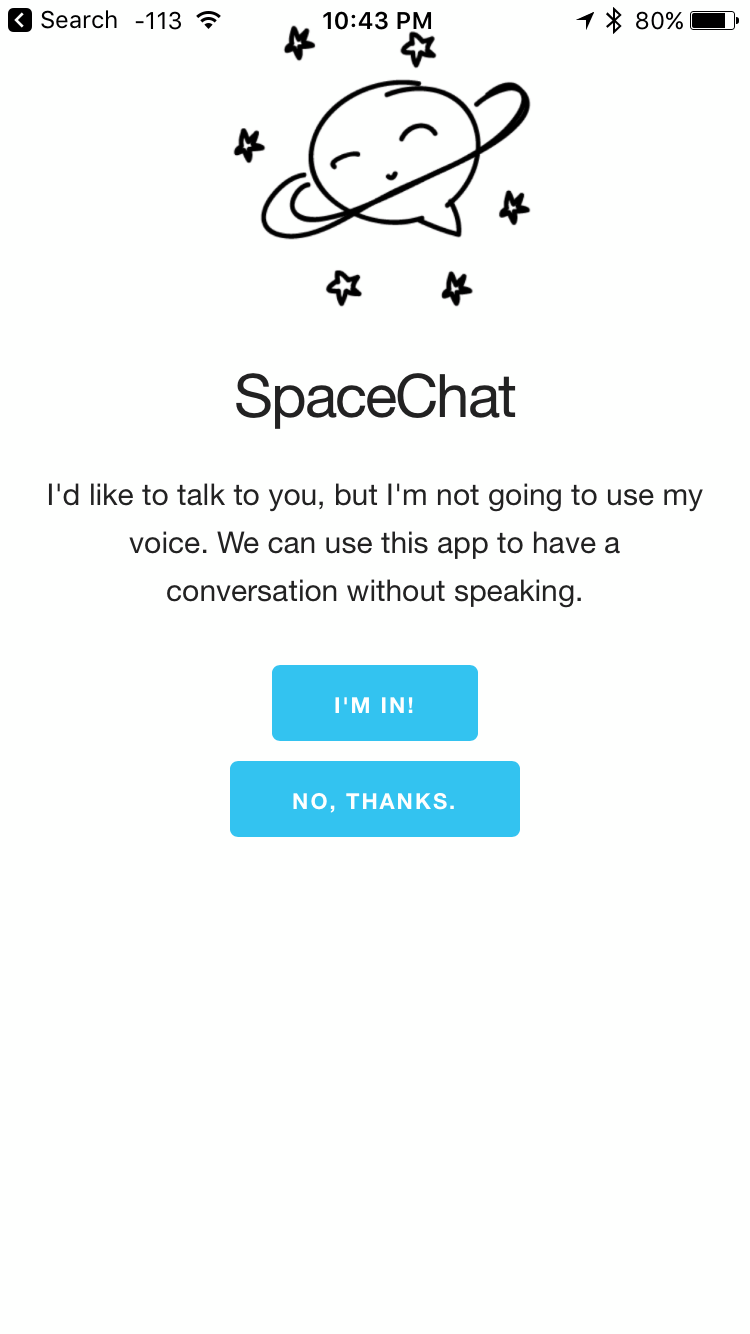 Search -113 10:43 PM 80%
SpaceChat
I'd like to talk to you, but I'm not going to use my
voice. We can use this app to have a
conversation without speaking.
I'M IN!
NO, THANKS.